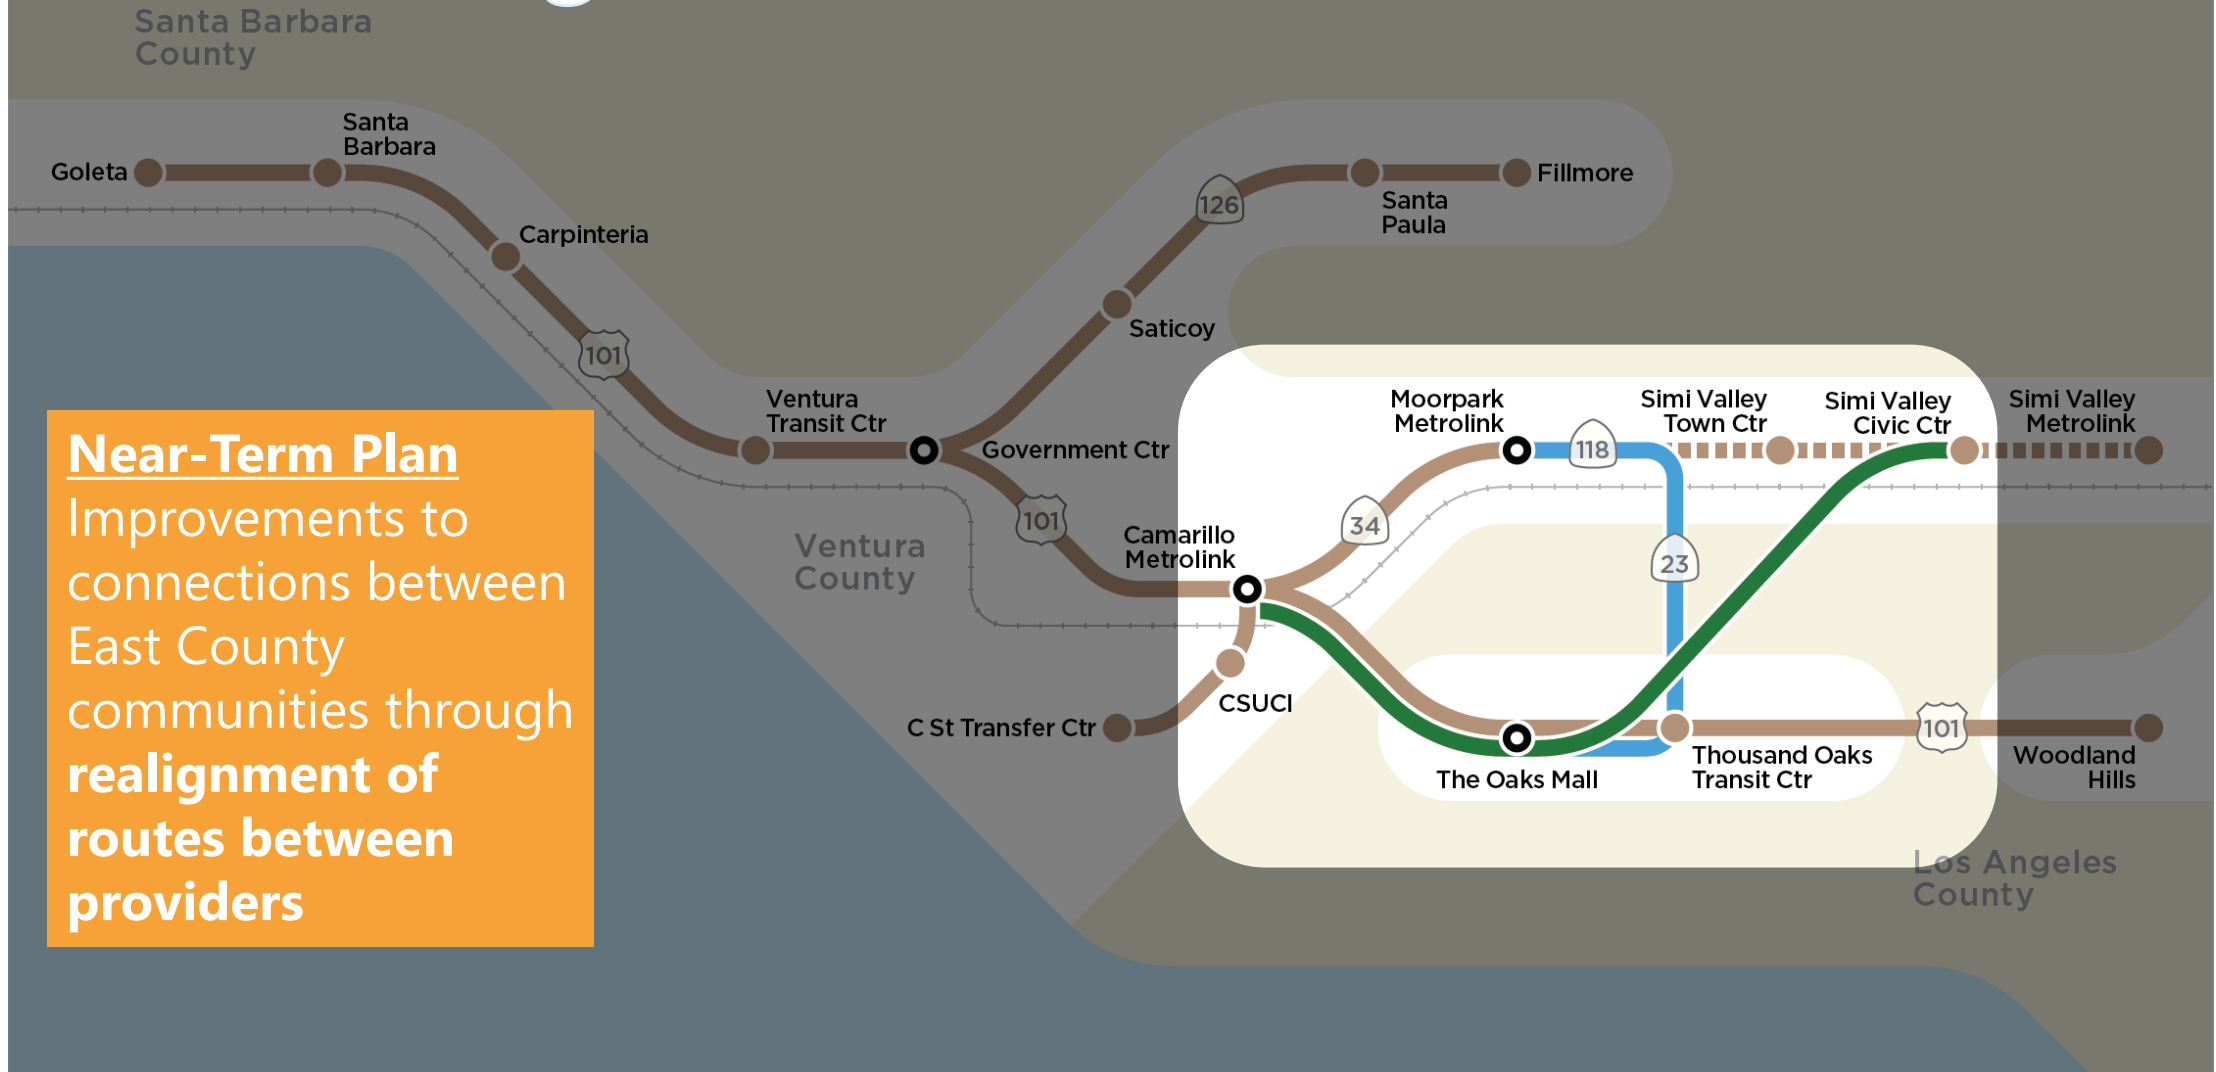 Santa Barbara
County
Santa
Barbara
Goleta
Carpinteria
101
Ventura
Transit Ctr
Government Ctr
126
Santa
Paula
Fillmore
Saticoy
101
Ventura
County
Camarillo
Metrolink
Moorpark
Metrolink
34
118
Simi Valley
Town Ctr
Simi Valley
Civic Ctr
Simi Valley
Metrolink
23
CSUCI
C St Transfer Ctr
The Oaks Mall
Thousand Oaks
Transit Ctr
101
Woodland
Hills
Los Angeles
County
Near-Term Plan
Improvements to
connections between
East County
communities through
realignment of
routes between
providers